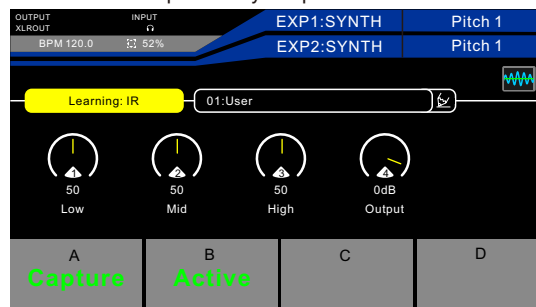 OUTPUT INPUT EXP1:SYNTH Pitch 1
XLROUT
BPM 120.0 52% EXP2:SYNTH Pitch 1
Learning: IR 01:User
1 2 3 4
50 50 50 0dB
Low Mid High Output
A B C D
Capture Active